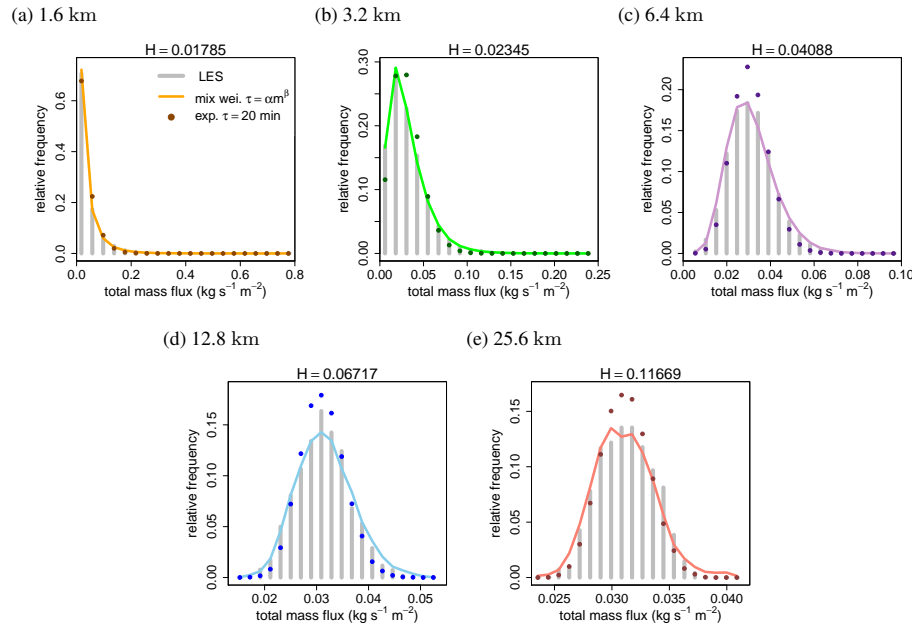 (a) 1.6 km
H = 0.01785
relative frequency
0.0 0.2 0.4 0.6
LES
mix wei. τ = αm^β
exp. τ = 20 min
0.0 0.2 0.4 0.6 0.8
total mass flux (kg s⁻¹ m⁻²)
(b) 3.2 km
H = 0.02345
relative frequency
0.00 0.10 0.20 0.30
0.00 0.05 0.10 0.15 0.20 0.25
total mass flux (kg s⁻¹ m⁻²)
(c) 6.4 km
H = 0.04088
relative frequency
0.00 0.05 0.10 0.15 0.20
0.00 0.02 0.04 0.06 0.08 0.10
total mass flux (kg s⁻¹ m⁻²)
(d) 12.8 km
H = 0.06717
relative frequency
0.00 0.05 0.10 0.15
0.02 0.03 0.04 0.05
total mass flux (kg s⁻¹ m⁻²)
(e) 25.6 km
H = 0.11669
relative frequency
0.00 0.05 0.10 0.15
0.025 0.030 0.035 0.040
total mass flux (kg s⁻¹ m⁻²)